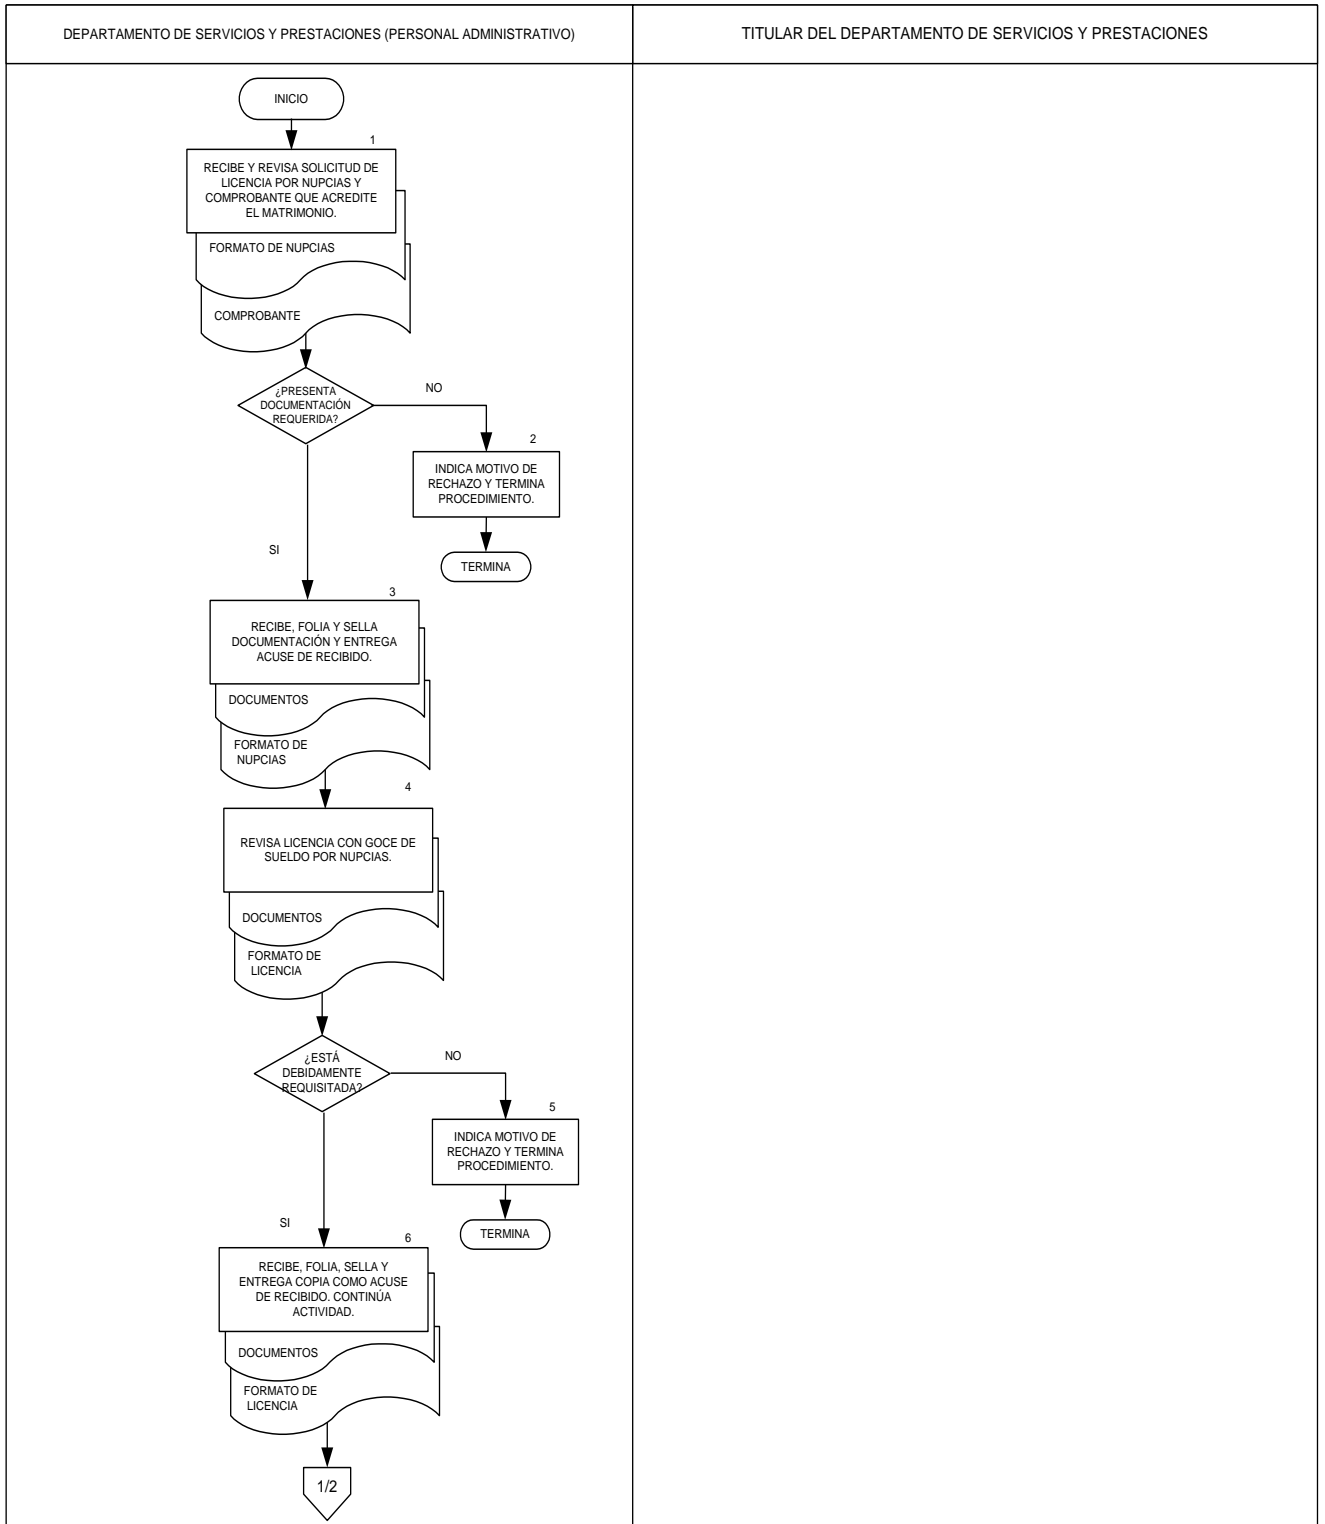 DEPARTAMENTO DE SERVICIOS Y PRESTACIONES (PERSONAL ADMINISTRATIVO)
TITULAR DEL DEPARTAMENTO DE SERVICIOS Y PRESTACIONES
INICIO
1
RECIBE Y REVISA SOLICITUD DE
LICENCIA POR NUPCIAS Y
COMPROBANTE QUE ACREDITE
EL MATRIMONIO.
FORMATO DE NUPCIAS
COMPROBANTE
¿PRESENTA
DOCUMENTACIÓN
REQUERIDA?
NO
2
INDICA MOTIVO DE
RECHAZO Y TERMINA
PROCEDIMIENTO.
TERMINA
SI
3
RECIBE, FOLIA Y SELLA
DOCUMENTACIÓN Y ENTREGA
ACUSE DE RECIBIDO.
DOCUMENTOS
FORMATO DE
NUPCIAS
4
REVISA LICENCIA CON GOCE DE
SUELDO POR NUPCIAS.
DOCUMENTOS
FORMATO DE
LICENCIA
¿ESTÁ
DEBIDAMENTE
REQUISITADA?
NO
5
INDICA MOTIVO DE
RECHAZO Y TERMINA
PROCEDIMIENTO.
TERMINA
SI
6
RECIBE, FOLIA, SELLA Y
ENTREGA COPIA COMO ACUSE
DE RECIBIDO. CONTINÚA
ACTIVIDAD.
DOCUMENTOS
FORMATO DE
LICENCIA
1/2